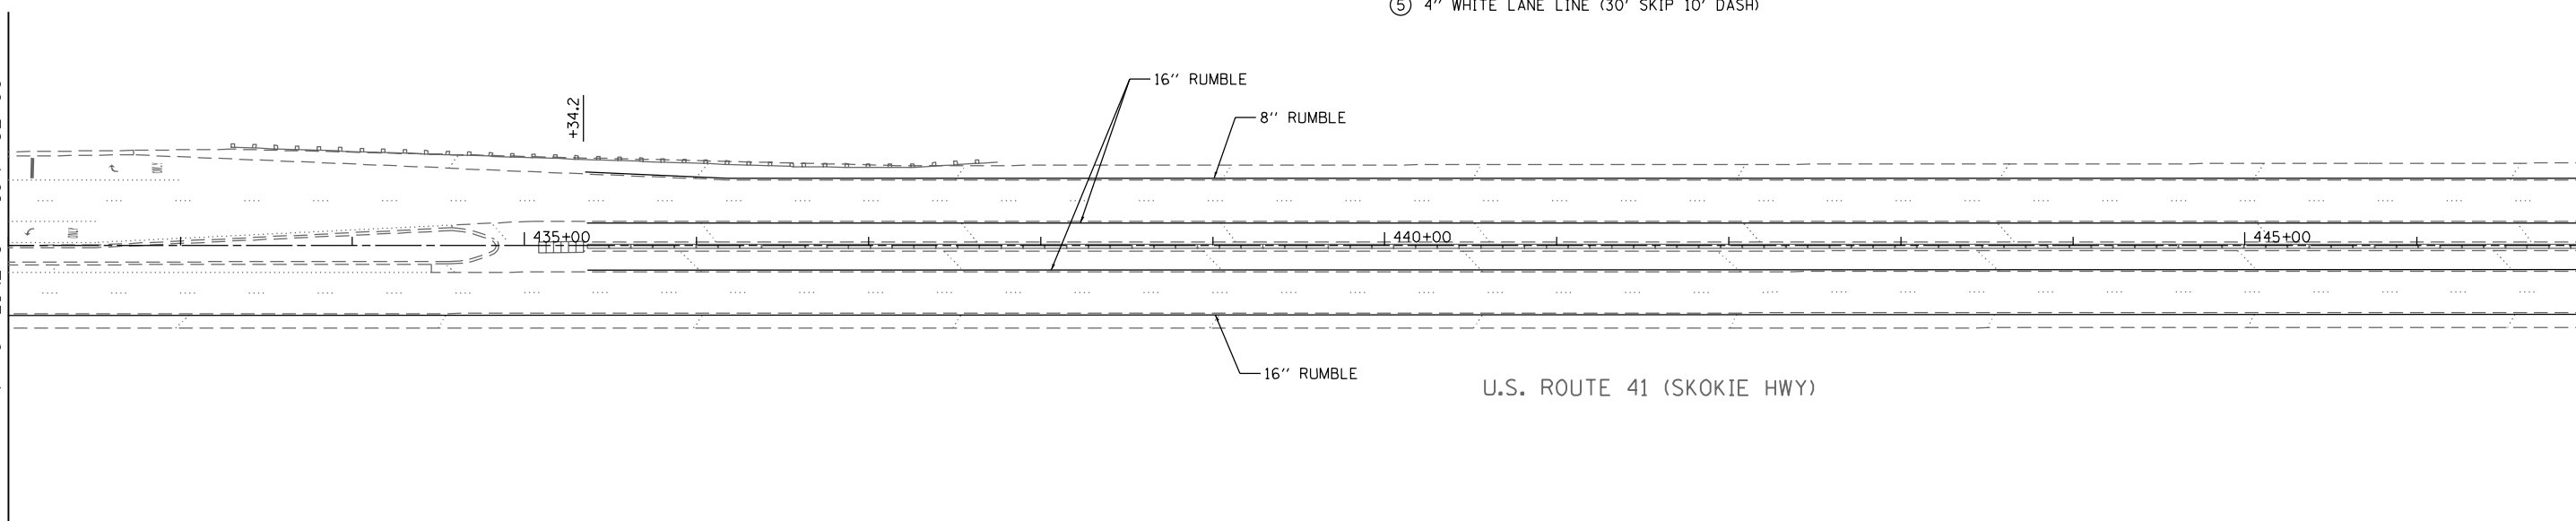 ⑤ 4" WHITE LANE LINE (30' SKIP 10' DASH)
16" RUMBLE
+34.2
8" RUMBLE
435+00
440+00
445+00
16" RUMBLE
U.S. ROUTE 41 (SKOKIE HWY)